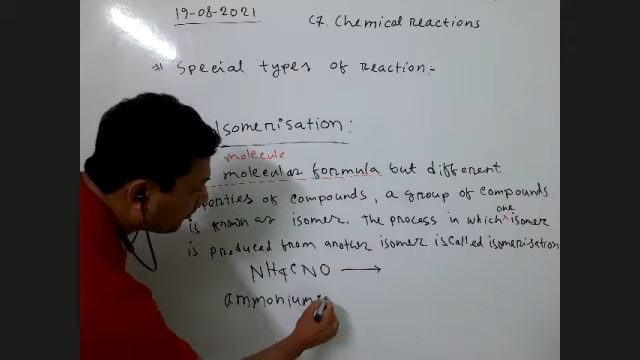 19-08-2021
C7. Chemical Reactions
* Special types of Reaction:-
Isomerisation:
molecule
molecular formula but different
properties of compounds, a group of compounds
is known as isomer. The process in which one isomer
is produced from another isomer is called isomerisation
NH4CNO →
ammonium